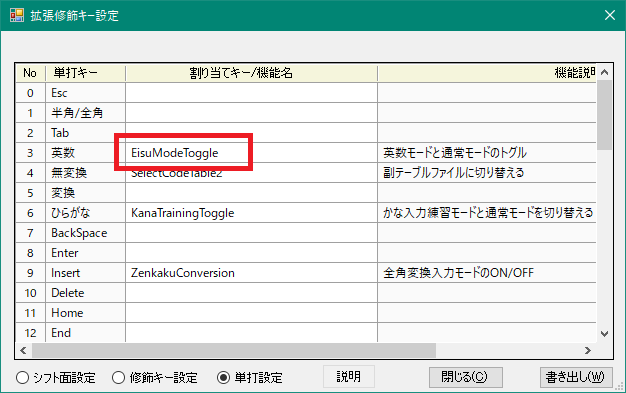 拡張修飾キー設定
No 単打キー 割り当てキー/機能名 機能説明
0 Esc
1 半角/全角
2 Tab
3 英数 EisuModeToggle 英数モードと通常モードのトグル
4 無変換 SelectCodeTable2 副テーブルファイルに切り替える
5 変換
6 ひらがな KanaTrainingToggle かな入力練習モードと通常モードを切り替える
7 BackSpace
8 Enter
9 Insert ZenkakuConversion 全角変換入力モードのON/OFF
10 Delete
11 Home
12 End
シフト面設定 修飾キー設定 単打設定 説明 閉じる(C) 書き出し(W)